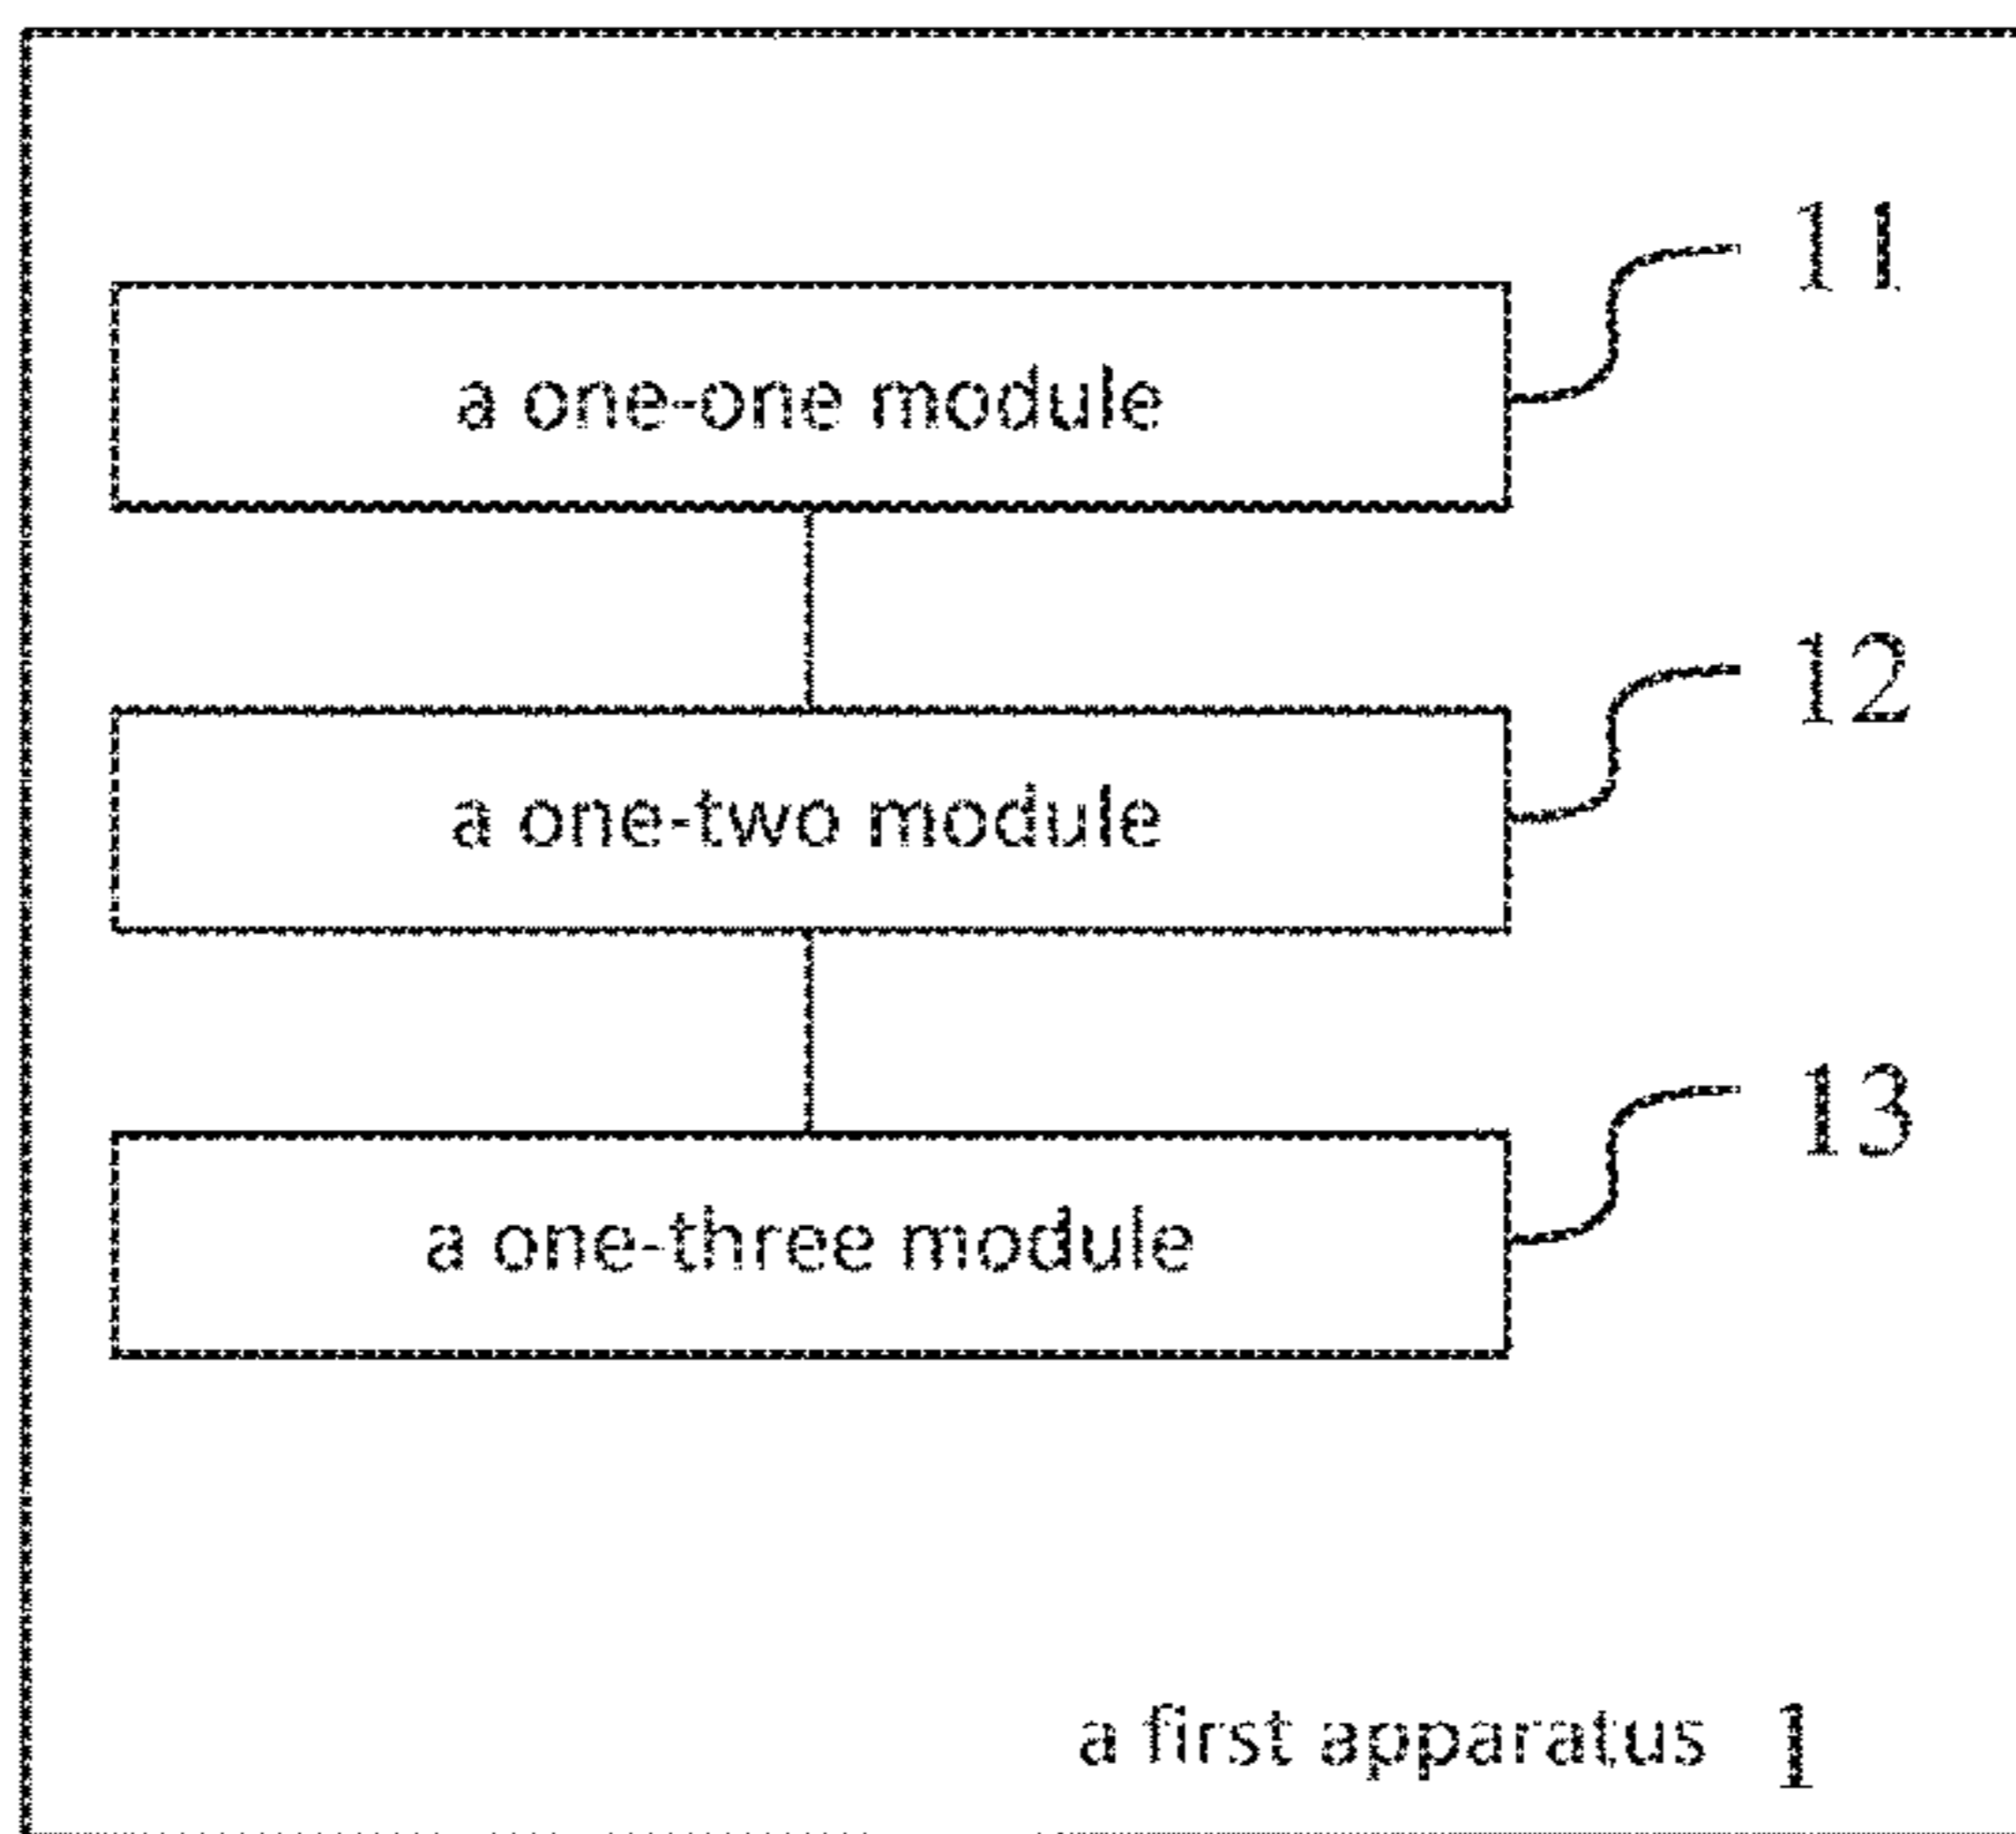 11
a one-one module
12
a one-two module
13
a one-three module
a first apparatus 1